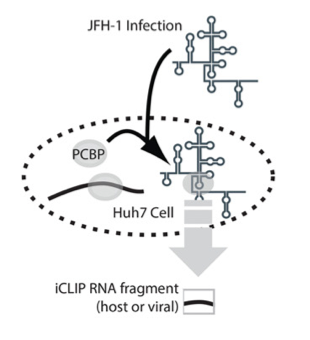 JFH-1 Infection
PCBP
Huh7 Cell
iCLIP RNA fragment
(host or viral)